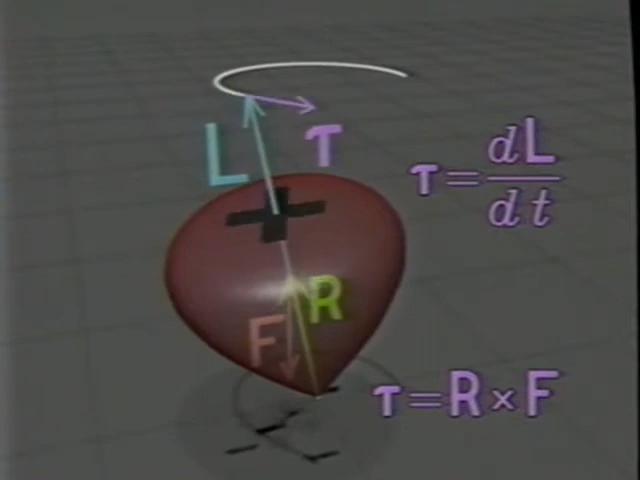 L
τ
τ = dL/dt
R
F
τ = R × F